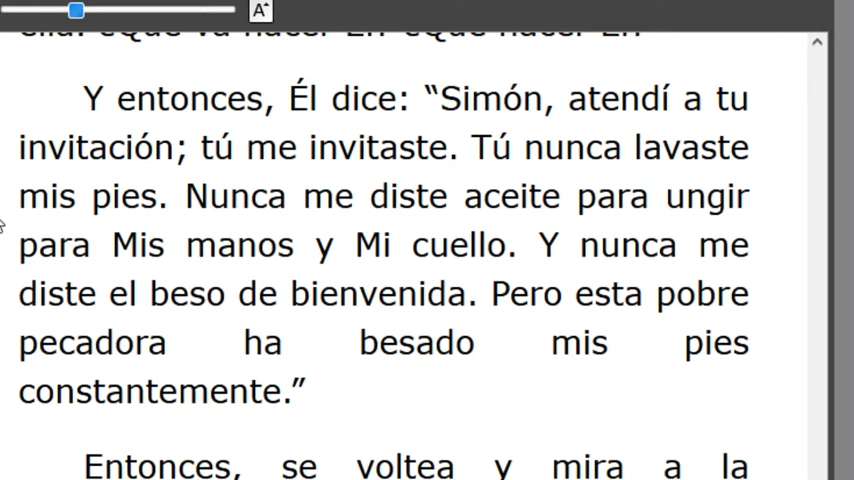 A
Y entonces, Él dice: “Simón, atendí a tu
invitación; tú me invitaste. Tú nunca lavaste
mis pies. Nunca me diste aceite para ungir
para Mis manos y Mi cuello. Y nunca me
diste el beso de bienvenida. Pero esta pobre
pecadora ha besado mis pies
constantemente.”
Entonces, se voltea y mira a la